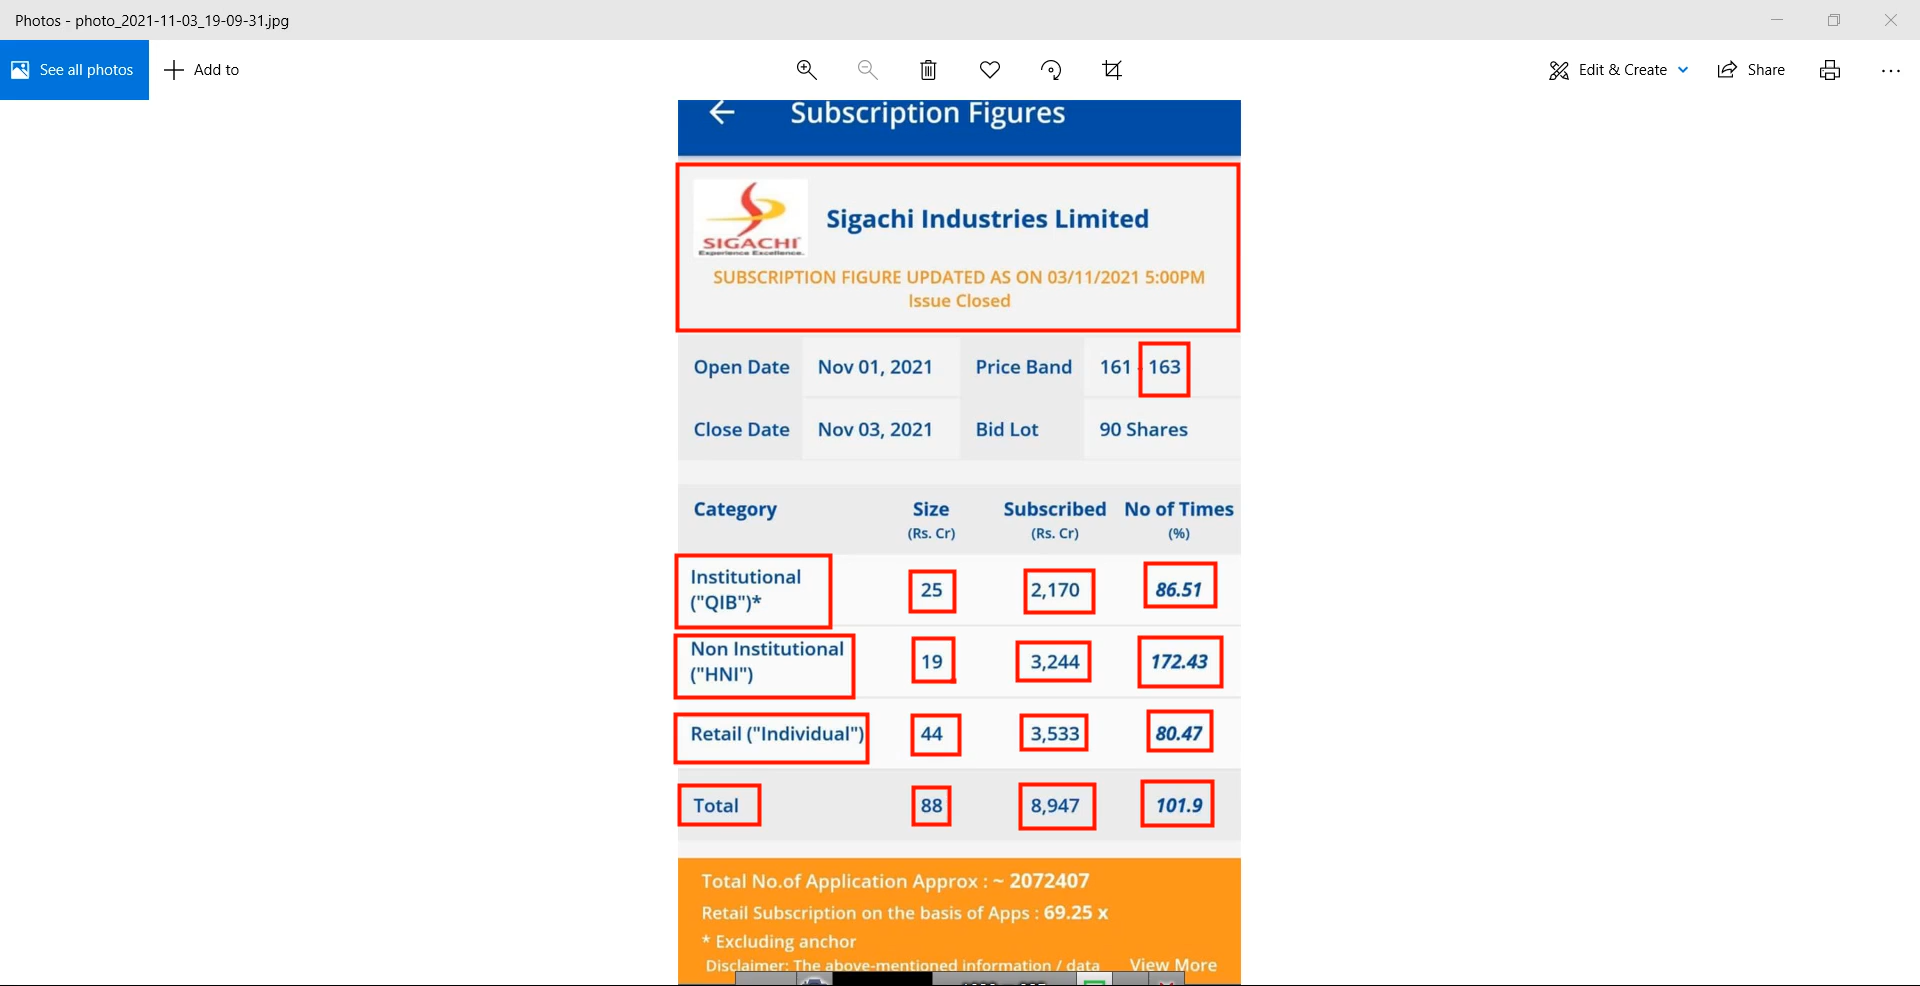 Photos - photo_2021-11-03_19-09-31.jpg
See all photos
Add to
Edit & Create
Share
Subscription Figures
SIGACHI
Experience Excellence.
Sigachi Industries Limited
SUBSCRIPTION FIGURE UPDATED AS ON 03/11/2021 5:00PM
Issue Closed
Open Date Nov 01, 2021 Price Band 161 - 163
Close Date Nov 03, 2021 Bid Lot 90 Shares
Category Size Subscribed No of Times
(Rs. Cr) (Rs. Cr) (%)
Institutional
("QIB")* 25 2,170 86.51
Non Institutional
("HNI") 19 3,244 172.43
Retail ("Individual") 44 3,533 80.47
Total 88 8,947 101.9
Total No.of Application Approx : ~ 2072407
Retail Subscription on the basis of Apps : 69.25 x
* Excluding anchor
Disclaimer: The above-mentioned information / data View More